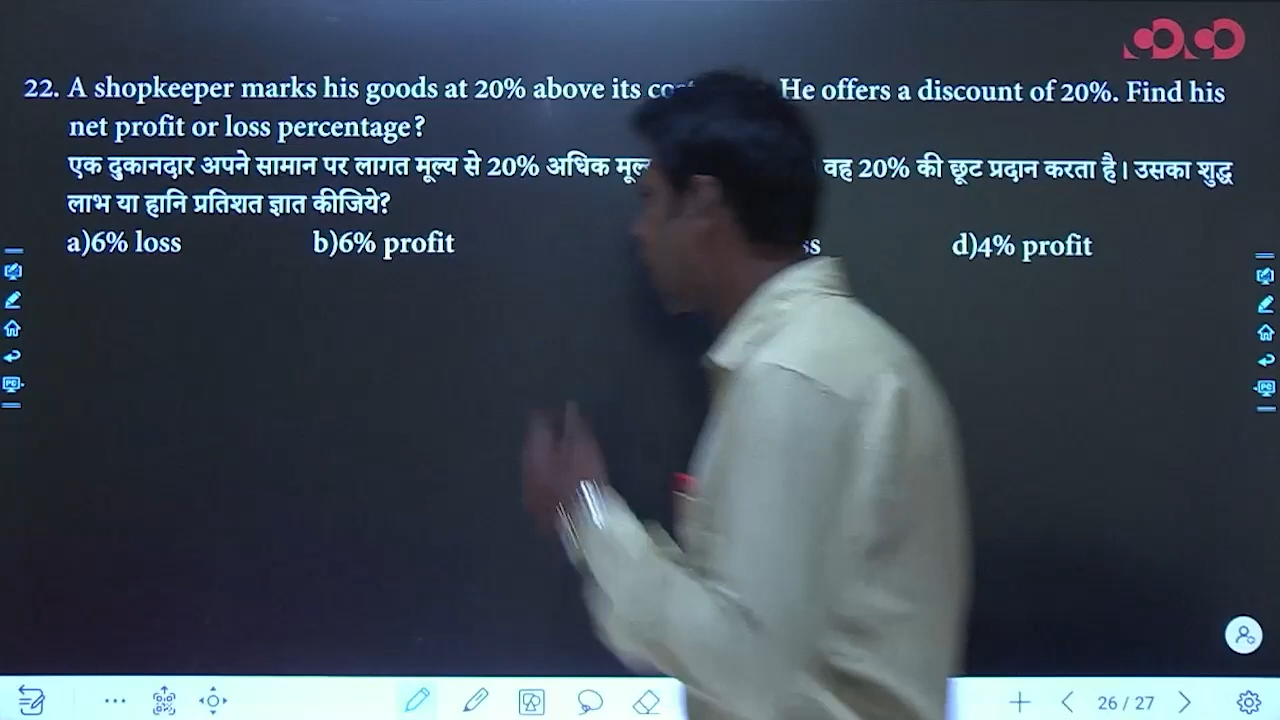 22. A shopkeeper marks his goods at 20% above its He offers a discount of 20%. Find his
net profit or loss percentage?
एक दुकानदार अपने सामान पर लागत मूल्य से 20% अधिक वह 20% की छूट प्रदान करता है। उसका शुद्ध
लाभ या हानि प्रतिशत ज्ञात कीजिये?
a)6% loss b)6% profit d)4% profit
26 / 27